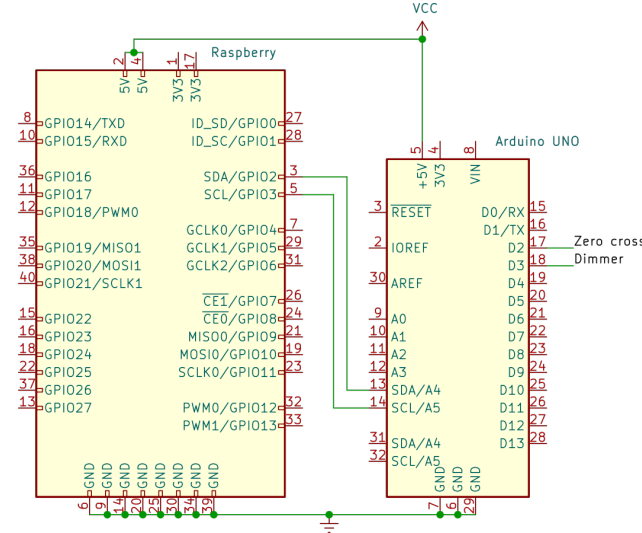 VCC
Raspberry
2 4 1 17
5V 5V 3V3 3V3
8 GPIO14/TXD ID_SD/GPIO0 27
10 GPIO15/RXD ID_SC/GPIO1 28
36 GPIO16 SDA/GPIO2 3
11 GPIO17 SCL/GPIO3 5
12 GPIO18/PWM0
GCLK0/GPIO4 7
35 GPIO19/MISO1 GCLK1/GPIO5 29
38 GPIO20/MOSI1 GCLK2/GPIO6 31
40 GPIO21/SCLK1
CE1/GPIO7 26
15 GPIO22 CE0/GPIO8 24
16 GPIO23 MISO0/GPIO9 21
18 GPIO24 MOSI0/GPIO10 19
22 GPIO25 SCLK0/GPIO11 23
37 GPIO26
13 GPIO27 PWM0/GPIO12 32
PWM1/GPIO13 33
GND GND GND GND GND GND GND GND
6 9 14 20 25 30 34 39
Arduino UNO
5 4 8
+5V 3V3 VIN
3 RESET D0/RX 15
D1/TX 16
2 IOREF D2 17 Zero cross
D3 18 Dimmer
30 AREF D4 19
D5 20
9 A0 D6 21
10 A1 D7 22
11 A2 D8 23
12 A3 D9 24
13 SDA/A4 D10 25
14 SCL/A5 D11 26
D12 27
31 SDA/A4 D13 28
32 SCL/A5
GND GND GND
7 6 29